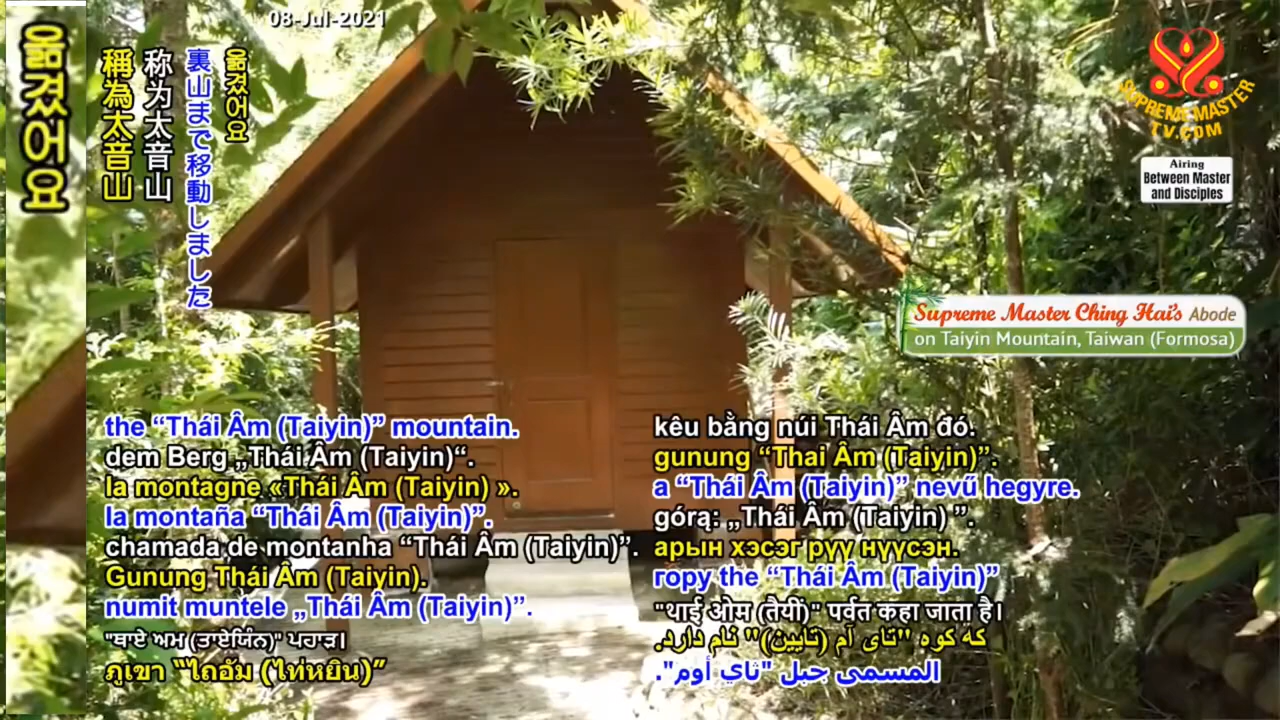 08-Jul-2021
옮겼어요
稱為太音山
称为太音山
裏山まで移動しました
옮겼어요
SUPREME MASTER
TV.COM
Airing
Between Master
and Disciples
Supreme Master Ching Hai's Abode
on Taiyin Mountain, Taiwan (Formosa)
the “Thái Âm (Taiyin)” mountain.
dem Berg „Thái Âm (Taiyin)“.
la montagne «Thái Âm (Taiyin) ».
la montaña “Thái Âm (Taiyin)”.
chamada de montanha “Thái Âm (Taiyin)”.
Gunung Thái Âm (Taiyin).
numit muntele „Thái Âm (Taiyin)”.
"ਥਾਏ ਅਮ (ਤਾਏਯਿੰਨ)" ਪਹਾੜ।
ภูเขา “ไถอัม (ไท่หยิน)”
kêu bằng núi Thái Âm đó.
gunung “Thai Âm (Taiyin)”.
a “Thái Âm (Taiyin)” nevű hegyre.
górą: „Thái Âm (Taiyin) ”.
арын хэсэг рүү нүүсэн.
гору the “Thái Âm (Taiyin)”
"थाई ओम (तैयीं)" पर्वत कहा जाता है।
که کوه "تای آم (تایین)" نام دارد.
المسمى جبل "ثاي أوم".